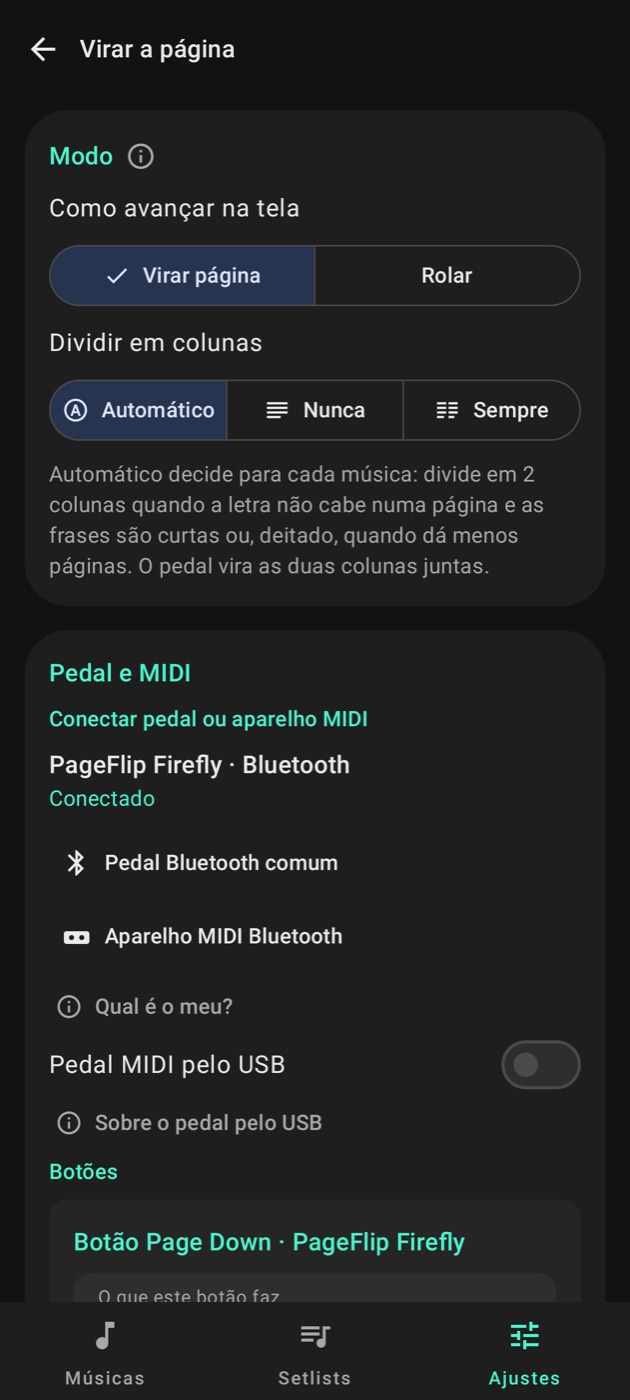 Virar a página
Modo
Como avançar na tela
Virar página
Rolar
Dividir em colunas
Automático
Nunca
Sempre
Automático decide para cada música: divide em 2
colunas quando a letra não cabe numa página e as
frases são curtas ou, deitado, quando dá menos
páginas. O pedal vira as duas colunas juntas.
Pedal e MIDI
Conectar pedal ou aparelho MIDI
PageFlip Firefly · Bluetooth
Conectado
Pedal Bluetooth comum
Aparelho MIDI Bluetooth
Qual é o meu?
Pedal MIDI pelo USB
Sobre o pedal pelo USB
Botões
Botão Page Down · PageFlip Firefly
O que este botão faz
Músicas
Setlists
Ajustes